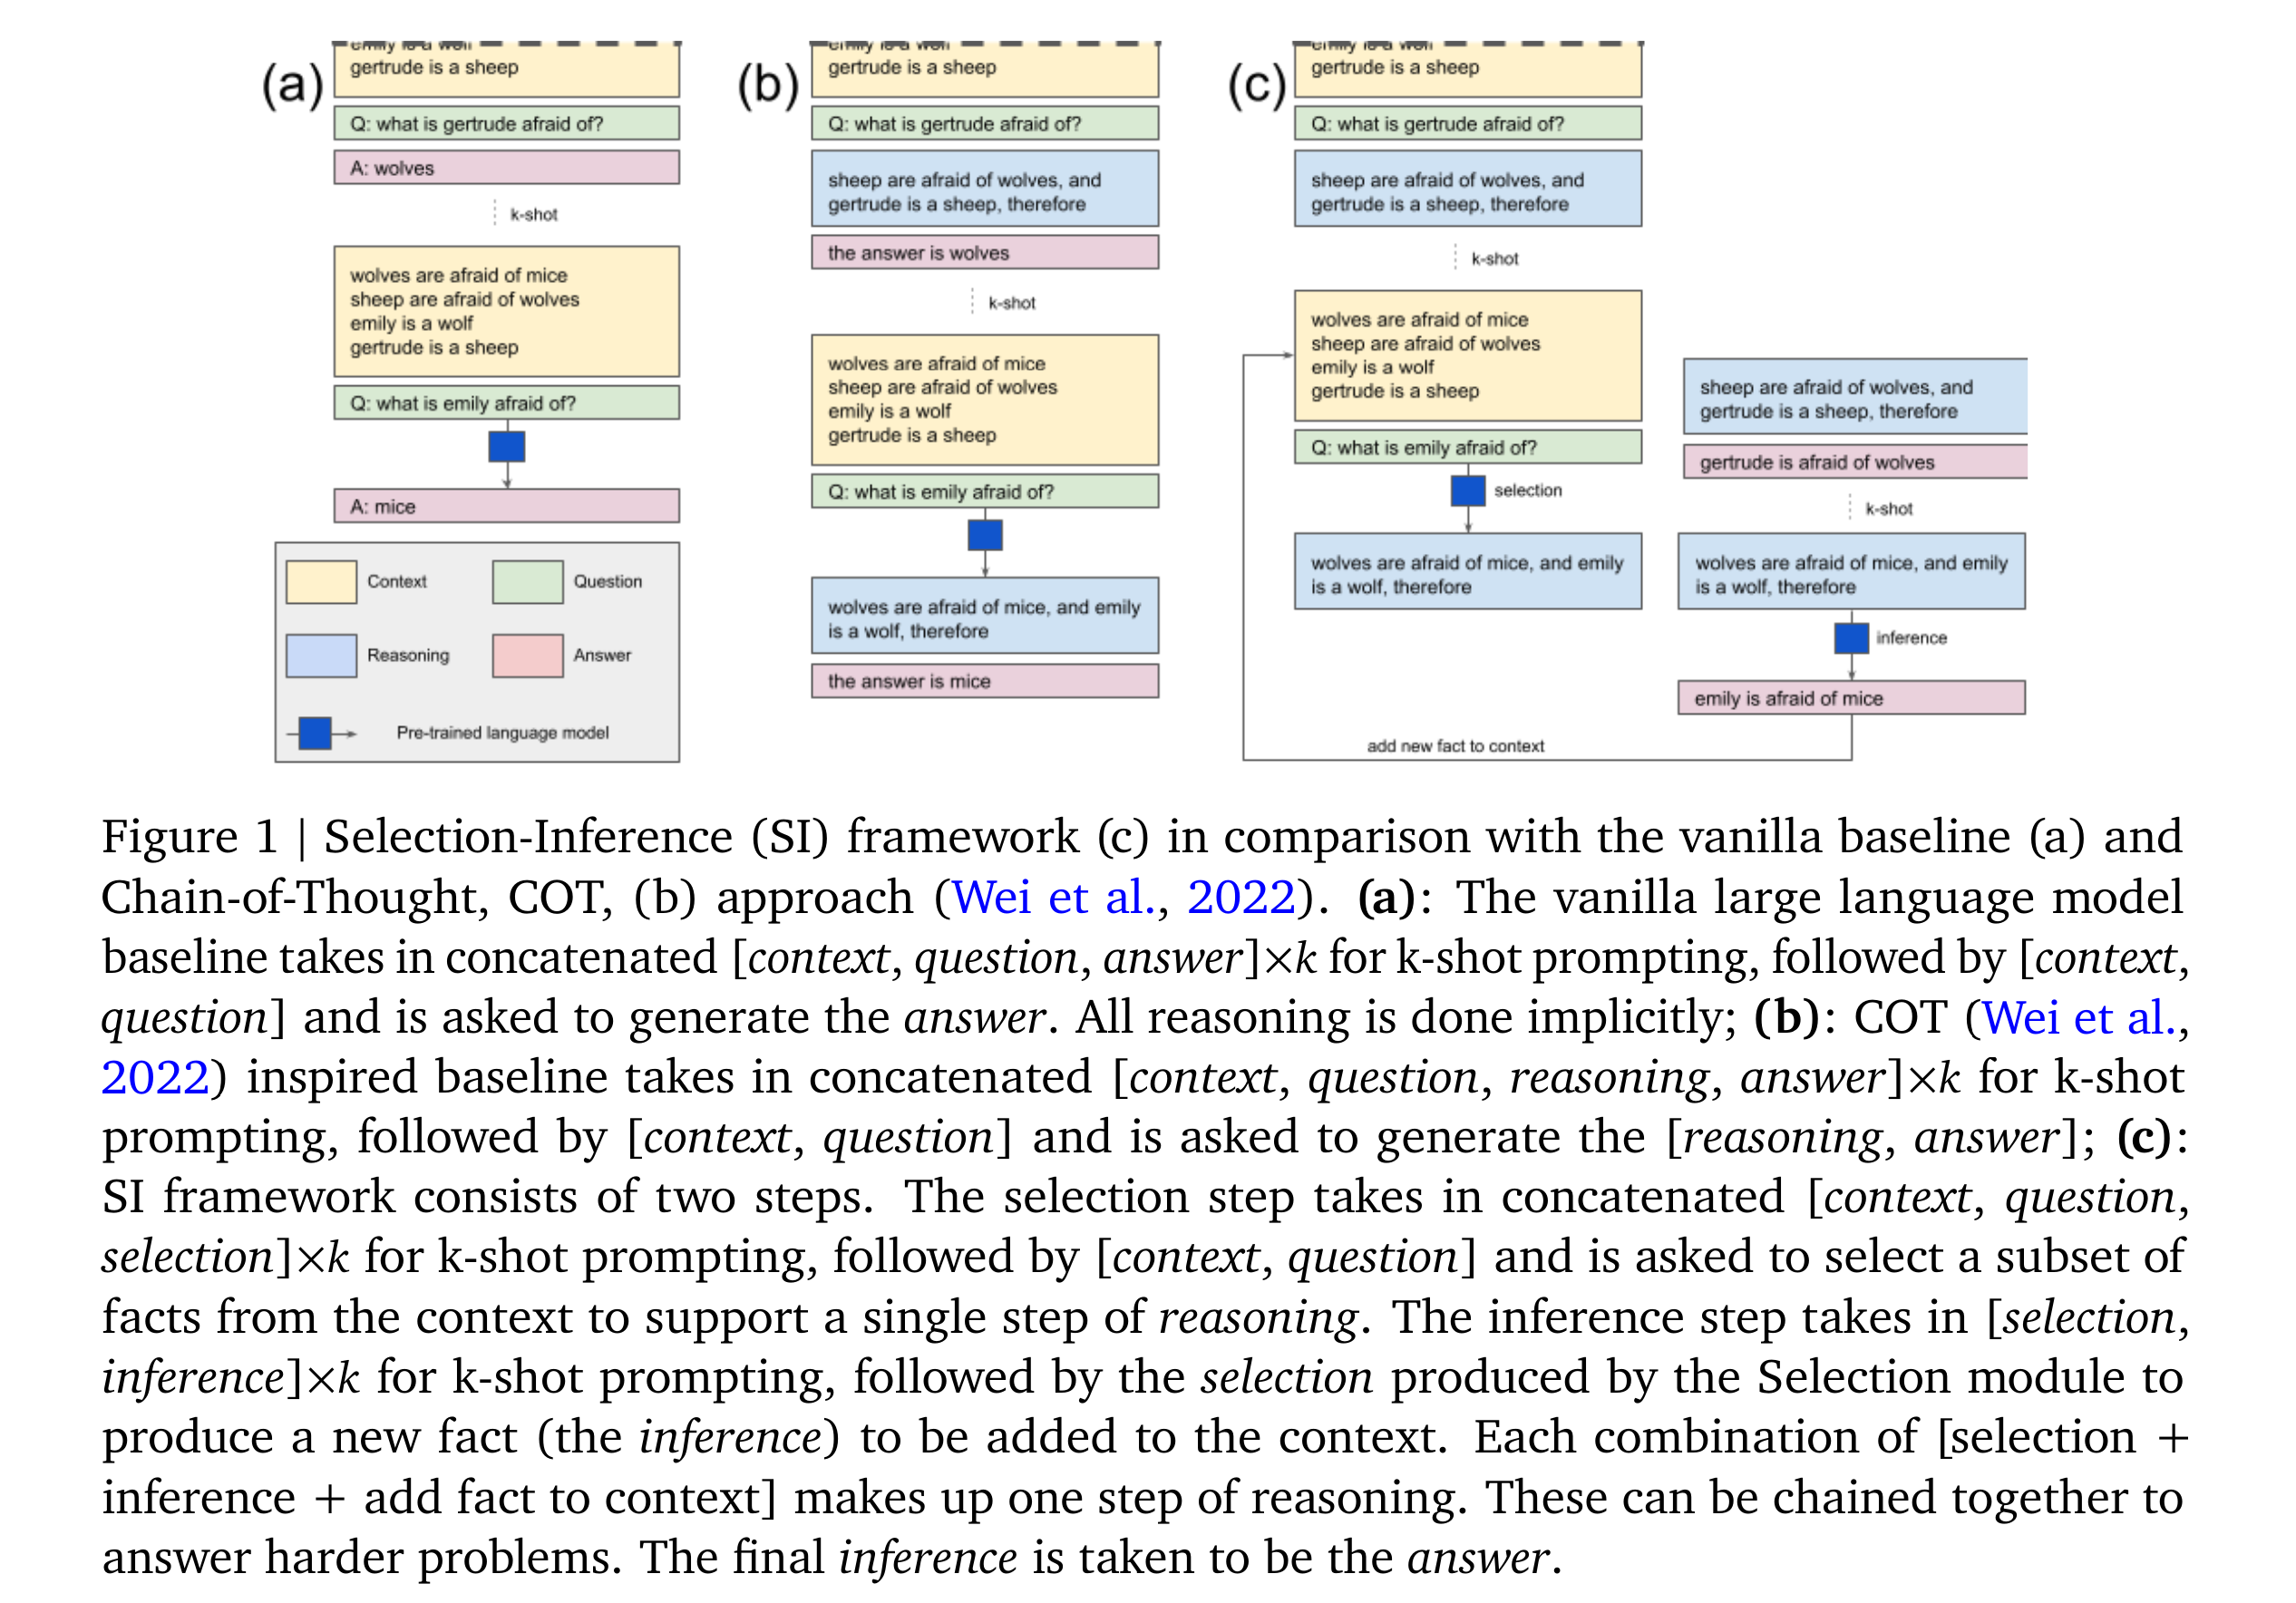 (a)
emily is a wolf
gertrude is a sheep
Q: what is gertrude afraid of?
A: wolves
k-shot
wolves are afraid of mice
sheep are afraid of wolves
emily is a wolf
gertrude is a sheep
Q: what is emily afraid of?
A: mice
Context
Question
Reasoning
Answer
Pre-trained language model
(b)
emily is a wolf
gertrude is a sheep
Q: what is gertrude afraid of?
sheep are afraid of wolves, and
gertrude is a sheep, therefore
the answer is wolves
k-shot
wolves are afraid of mice
sheep are afraid of wolves
emily is a wolf
gertrude is a sheep
Q: what is emily afraid of?
wolves are afraid of mice, and emily
is a wolf, therefore
the answer is mice
(c)
emily is a wolf
gertrude is a sheep
Q: what is gertrude afraid of?
sheep are afraid of wolves, and
gertrude is a sheep, therefore
k-shot
wolves are afraid of mice
sheep are afraid of wolves
emily is a wolf
gertrude is a sheep
Q: what is emily afraid of?
selection
wolves are afraid of mice, and emily
is a wolf, therefore
sheep are afraid of wolves, and
gertrude is a sheep, therefore
gertrude is afraid of wolves
k-shot
wolves are afraid of mice, and emily
is a wolf, therefore
inference
emily is afraid of mice
add new fact to context
Figure 1 | Selection-Inference (SI) framework (c) in comparison with the vanilla baseline (a) and
Chain-of-Thought, COT, (b) approach (Wei et al., 2022). (a): The vanilla large language model
baseline takes in concatenated [context, question, answer]×k for k-shot prompting, followed by [context,
question] and is asked to generate the answer. All reasoning is done implicitly; (b): COT (Wei et al.,
2022) inspired baseline takes in concatenated [context, question, reasoning, answer]×k for k-shot
prompting, followed by [context, question] and is asked to generate the [reasoning, answer]; (c):
SI framework consists of two steps. The selection step takes in concatenated [context, question,
selection]×k for k-shot prompting, followed by [context, question] and is asked to select a subset of
facts from the context to support a single step of reasoning. The inference step takes in [selection,
inference]×k for k-shot prompting, followed by the selection produced by the Selection module to
produce a new fact (the inference) to be added to the context. Each combination of [selection +
inference + add fact to context] makes up one step of reasoning. These can be chained together to
answer harder problems. The final inference is taken to be the answer.